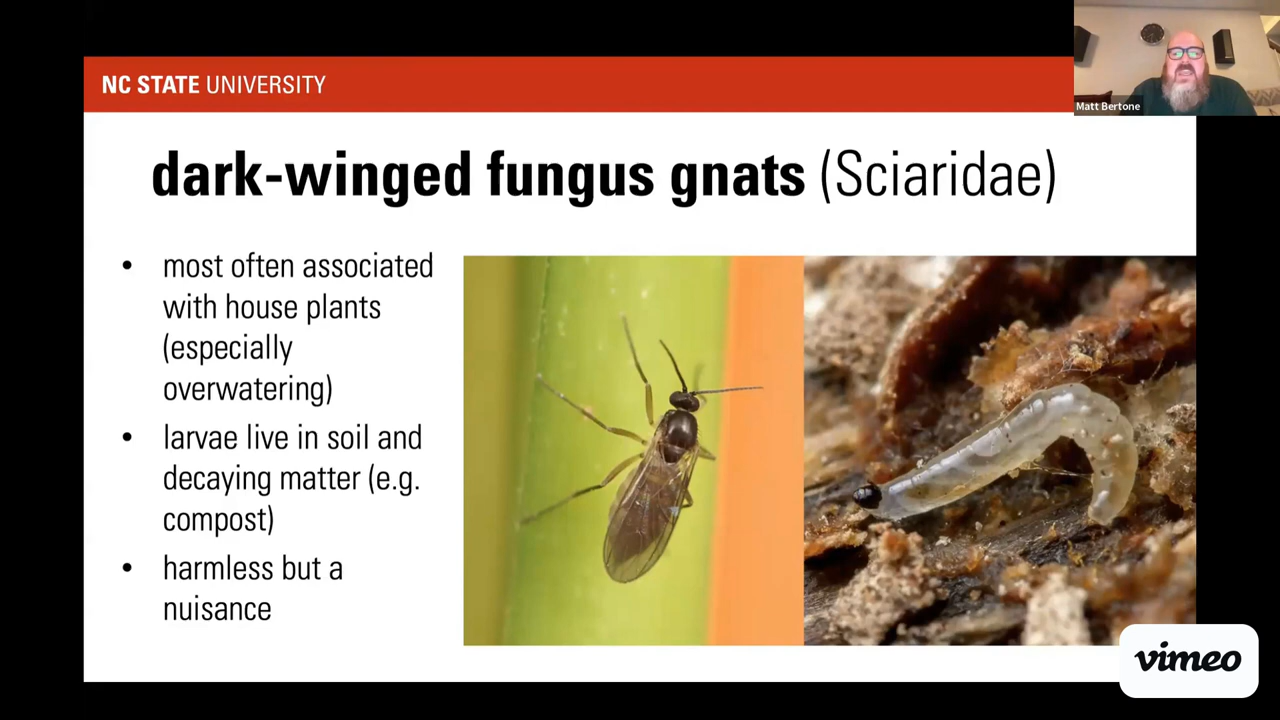 NC STATE UNIVERSITY
Matt Bertone
dark-winged fungus gnats (Sciaridae)
• most often associated
with house plants
(especially
overwatering)
• larvae live in soil and
decaying matter (e.g.
compost)
• harmless but a
nuisance
vimeo